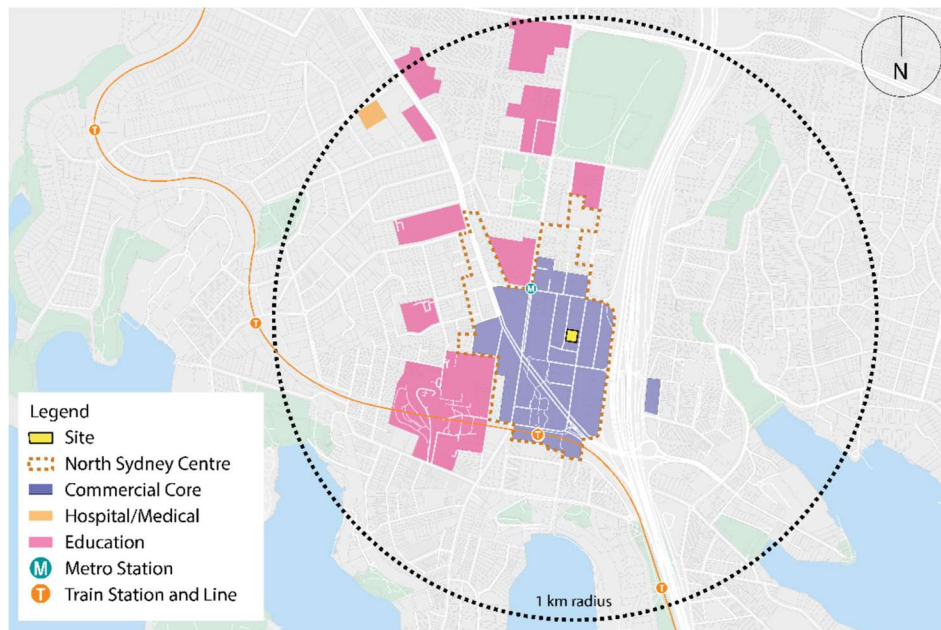 N
T
M
T
T
Legend
Site
North Sydney Centre
Commercial Core
Hospital/Medical
Education
M Metro Station
T Train Station and Line
1 km radius
T